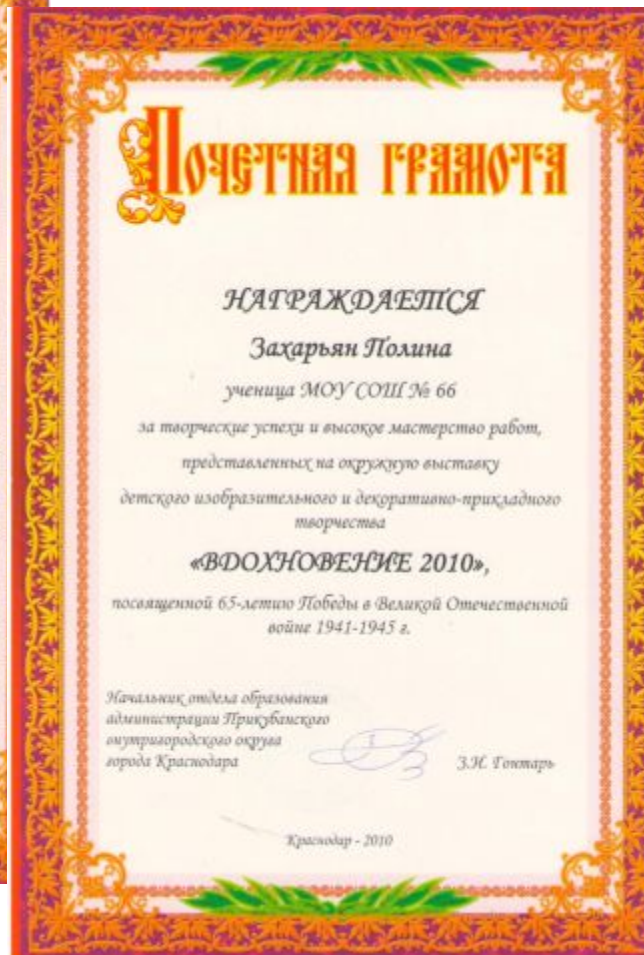 Почетная грамота
НАГРАЖДАЕТСЯ
Захарьян Полина
ученица МОУ СОШ № 66
за творческие успехи и высокое мастерство работ,
представленных на окружную выставку
детского изобразительного и декоративно-прикладного
творчества
«ВДОХНОВЕНИЕ 2010»,
посвященной 65-летию Победы в Великой Отечественной
войне 1941-1945 г.
Начальник отдела образования
администрации Прикубанского
внутригородского округа
города Краснодара
З.И. Гонтарь
Краснодар - 2010